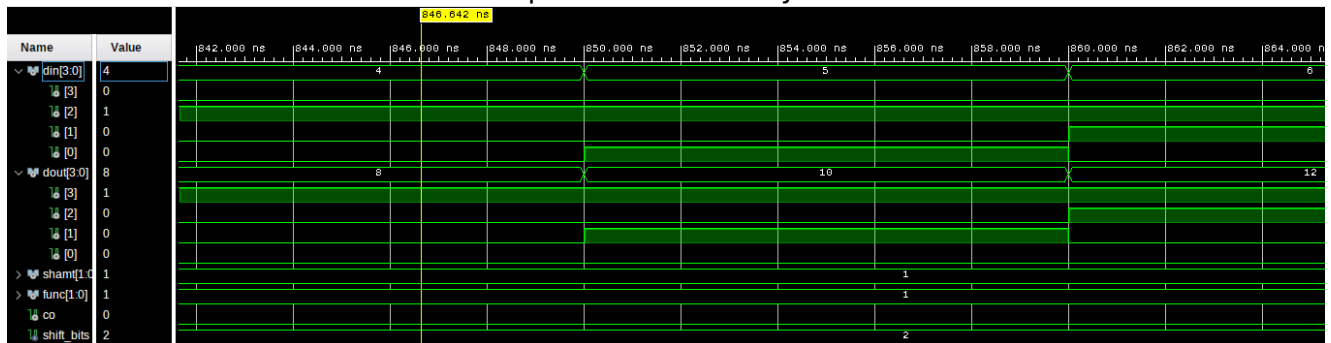 846.642 ns
Name Value 842.000 ns 844.000 ns 846.000 ns 848.000 ns 850.000 ns 852.000 ns 854.000 ns 856.000 ns 858.000 ns 860.000 ns 862.000 ns 864.000 n
din[3:0] 4 4 5 6
[3] 0
[2] 1
[1] 0
[0] 0
dout[3:0] 8 8 10 12
[3] 1
[2] 0
[1] 0
[0] 0
shamt[1:0 1 1
func[1:0] 1 1
co 0
shift_bits 2 2